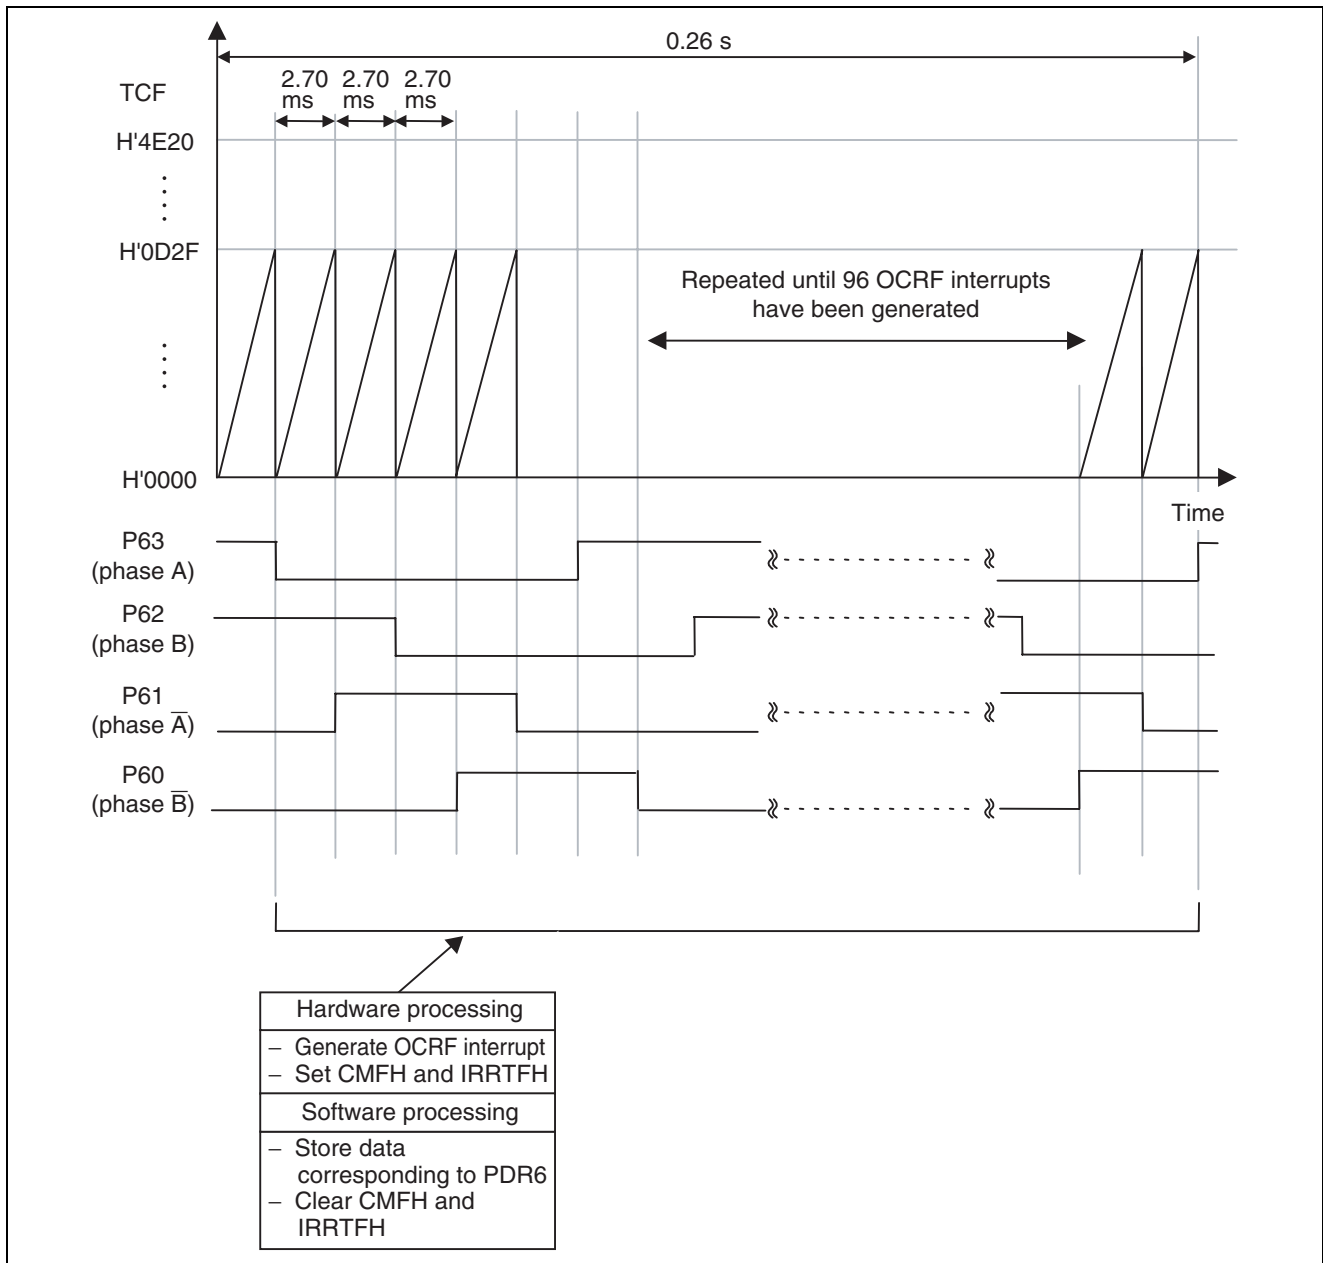 0.26 s
TCF
2.70 2.70 2.70
ms ms ms
H'4E20
H'0D2F
Repeated until 96 OCRF interrupts
have been generated
H'0000
Time
P63
(phase A)
P62
(phase B)
P61
(phase A̅)
P60
(phase B̅)
Hardware processing
– Generate OCRF interrupt
– Set CMFH and IRRTFH
Software processing
– Store data
corresponding to PDR6
– Clear CMFH and
IRRTFH